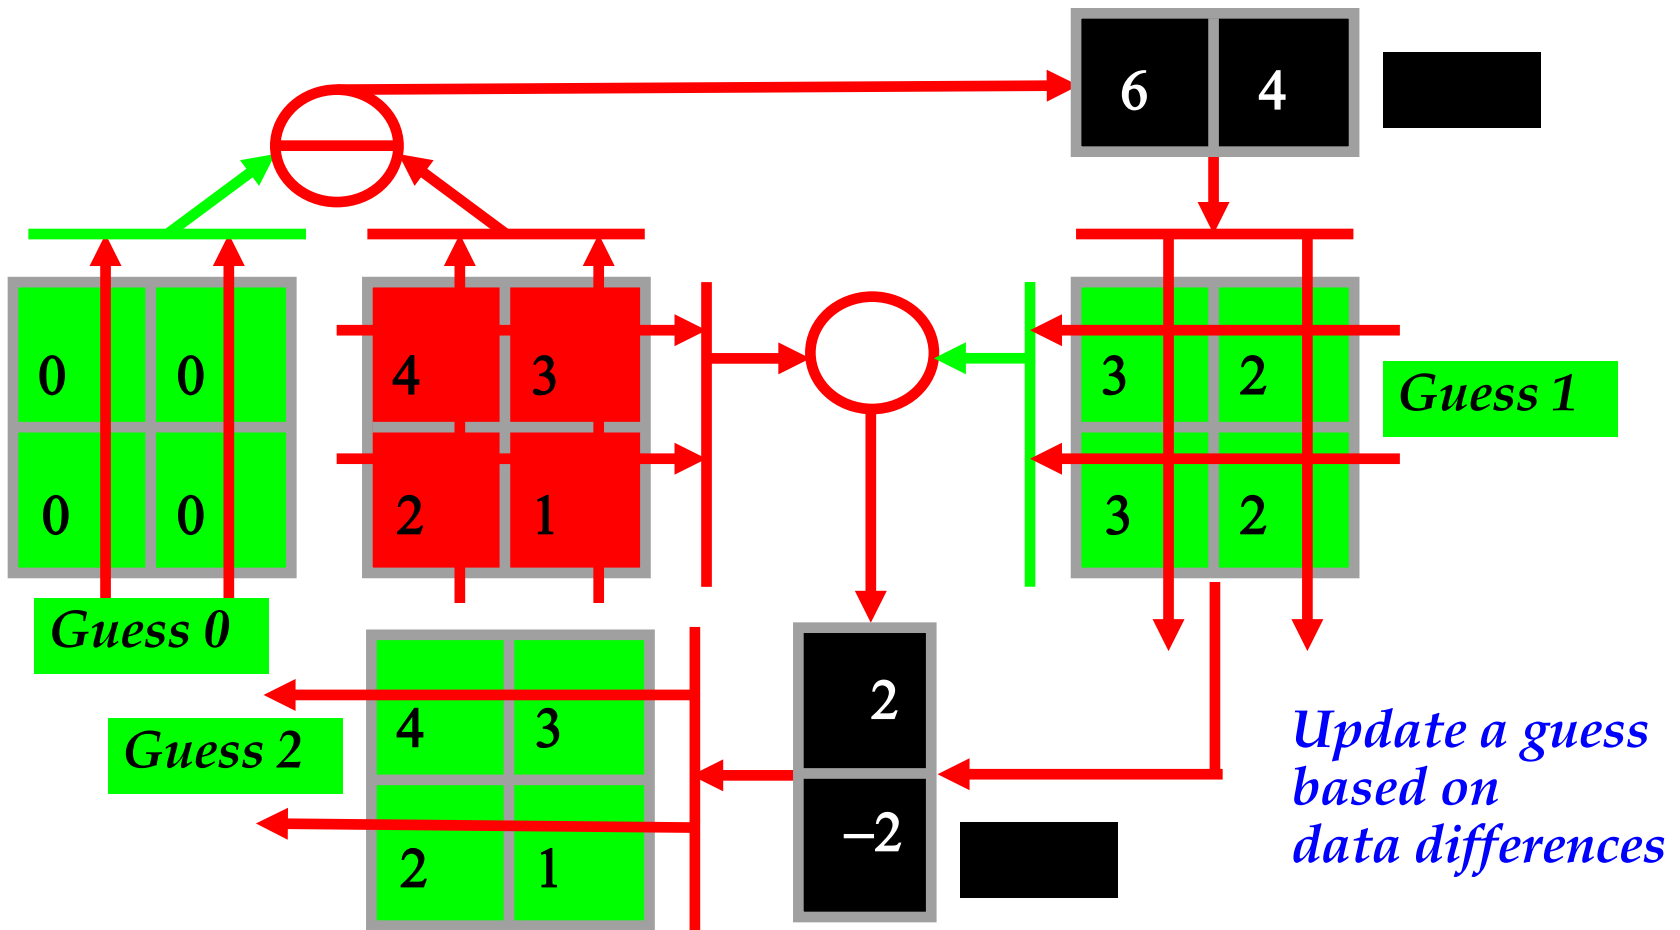 6 4
0 0
4 3
3 2
Guess 1
0 0
2 1
3 2
Guess 0
2
4 3
Guess 2
−2
2 1
Update a guess
based on
data differences